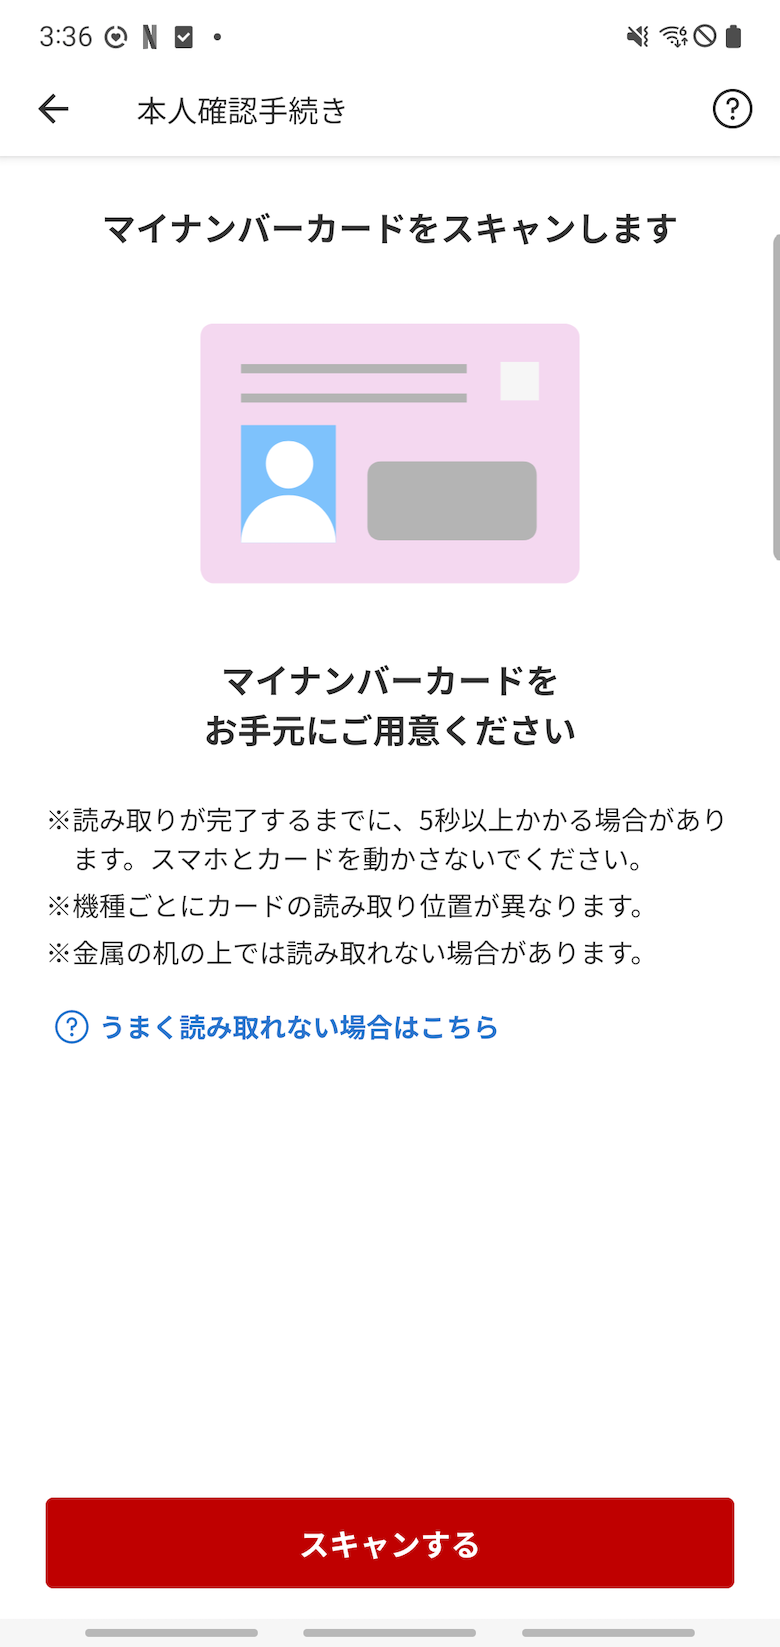 3:36
本人確認手続き
マイナンバーカードをスキャンします
マイナンバーカードを
お手元にご用意ください
※読み取りが完了するまでに、5秒以上かかる場合があり
ます。スマホとカードを動かさないでください。
※機種ごとにカードの読み取り位置が異なります。
※金属の机の上では読み取れない場合があります。
? うまく読み取れない場合はこちら
スキャンする